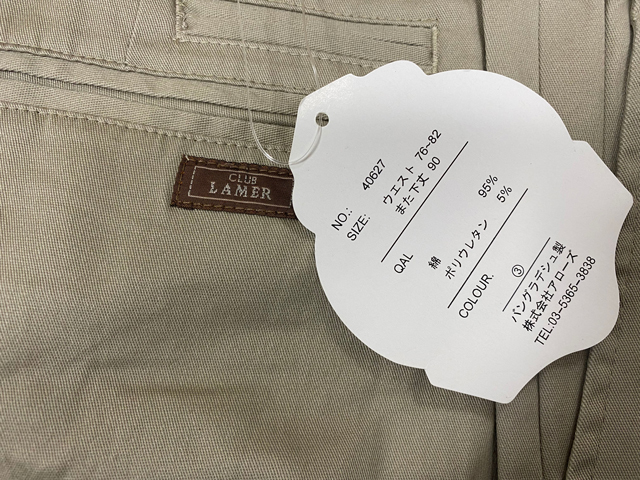 CLUB
LAMER
NO.: 40627
SIZE: ウエスト 76-82
また下丈 90
QAL 綿 95%
ポリウレタン 5%
COLOUR. ③
バングラデシュ製
株式会社アローズ
TEL.03-5365-3838